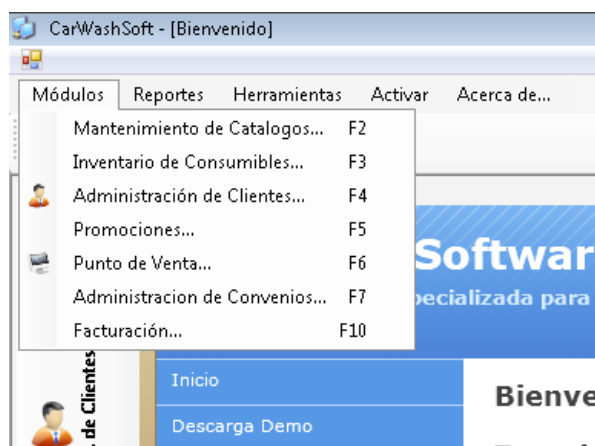 CarWashSoft - [Bienvenido]
Módulos Reportes Herramientas Activar Acerca de...
Mantenimiento de Catalogos... F2
Inventario de Consumibles... F3
Administración de Clientes... F4
Promociones... F5
Punto de Venta... F6
Administracion de Convenios... F7
Facturación... F10
Softwar
pecializada para
de Clientes
Inicio
Descarga Demo
Bienve